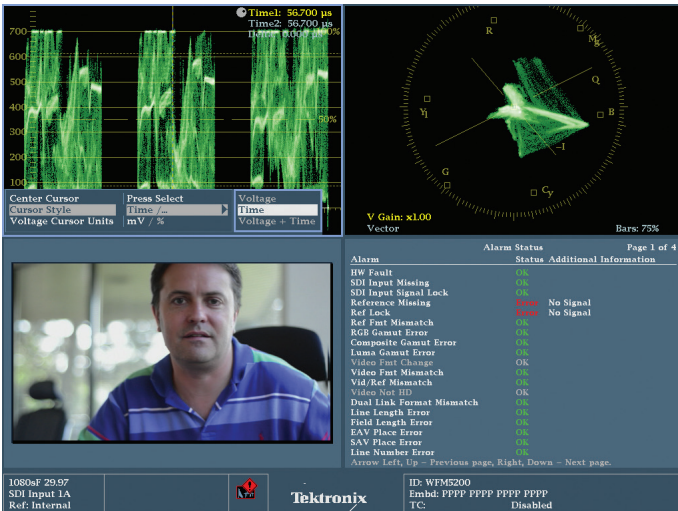 Time1: 56.700 µs
Time2: 56.700 µs
700
100%
600
500
400
50%
300
200
100
Center Cursor
Cursor Style
Voltage Cursor Units
Press Select
Time /...
mV / %
Voltage
Time
Voltage + Time
R
Mg
Q
B
Yl
-I
G
Cy
V Gain: x1.00
Vector
Bars: 75%
Alarm Status Page 1 of 4
Alarm Status Additional Information
HW Fault OK
SDI Input Missing OK
SDI Input Signal Lock OK
Reference Missing No Signal
Ref Lock No Signal
Ref Fmt Mismatch OK
RGB Gamut Error OK
Composite Gamut Error OK
Luma Gamut Error OK
Video Fmt Change OK
Video Fmt Mismatch OK
Vid/Ref Mismatch OK
Video Not HD OK
Dual Link Format Mismatch OK
Line Length Error OK
Field Length Error OK
EAV Place Error OK
SAV Place Error OK
Line Number Error OK
Arrow Left, Up - Previous page, Right, Down - Next page.
1080sF 29.97
SDI Input 1A
Ref: Internal
Tektronix
ID: WFM5200
Embd: PPPP PPPP PPPP PPPP
TC: Disabled